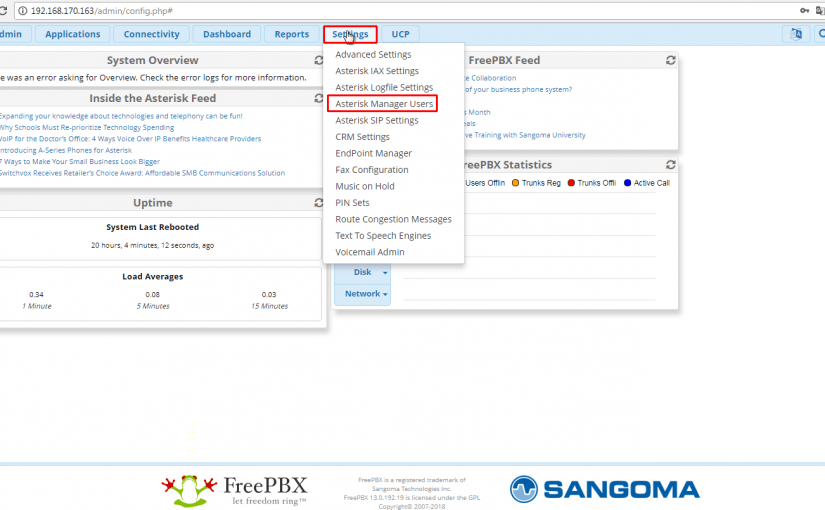 192.168.170.163/admin/config.php#
dmin
Applications
Connectivity
Dashboard
Reports
Settings
UCP
Advanced Settings
Asterisk IAX Settings
Asterisk Logfile Settings
Asterisk Manager Users
Asterisk SIP Settings
CRM Settings
EndPoint Manager
Fax Configuration
Music on Hold
PIN Sets
Route Congestion Messages
Text To Speech Engines
Voicemail Admin
System Overview
e was an error asking for Overview. Check the error logs for more information.
Inside the Asterisk Feed
Expanding your knowledge about technologies and telephony can be fun!
Why Schools Must Re-prioritize Technology Spending
VoIP for the Doctor's Office: 4 Ways Voice Over IP Benefits Healthcare Providers
Introducing A-Series Phones for Asterisk
7 Ways to Make Your Small Business Look Bigger
Switchvox Receives Retailer's Choice Award: Affordable SMB Communications Solution
Uptime
System Last Rebooted
20 hours, 4 minutes, 12 seconds, ago
Load Averages
0.34
1 Minute
0.08
5 Minutes
0.03
15 Minutes
FreePBX Feed
te Collaboration
of your business phone system?
s Month
eals
ve Training with Sangoma University
reePBX Statistics
Users Offlin
Trunks Reg
Trunks Offli
Active Call
Disk
Network
FreePBX
let freedom ring™
FreePBX is a registered trademark of
Sangoma Technologies Inc.
FreePBX 13.0.192.19 is licensed under the GPL
Copyright© 2007-2018
SANGOMA